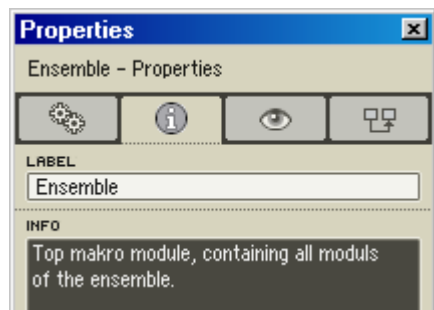 Properties
Ensemble - Properties
LABEL
Ensemble
INFO
Top makro module, containing all moduls
of the ensemble.